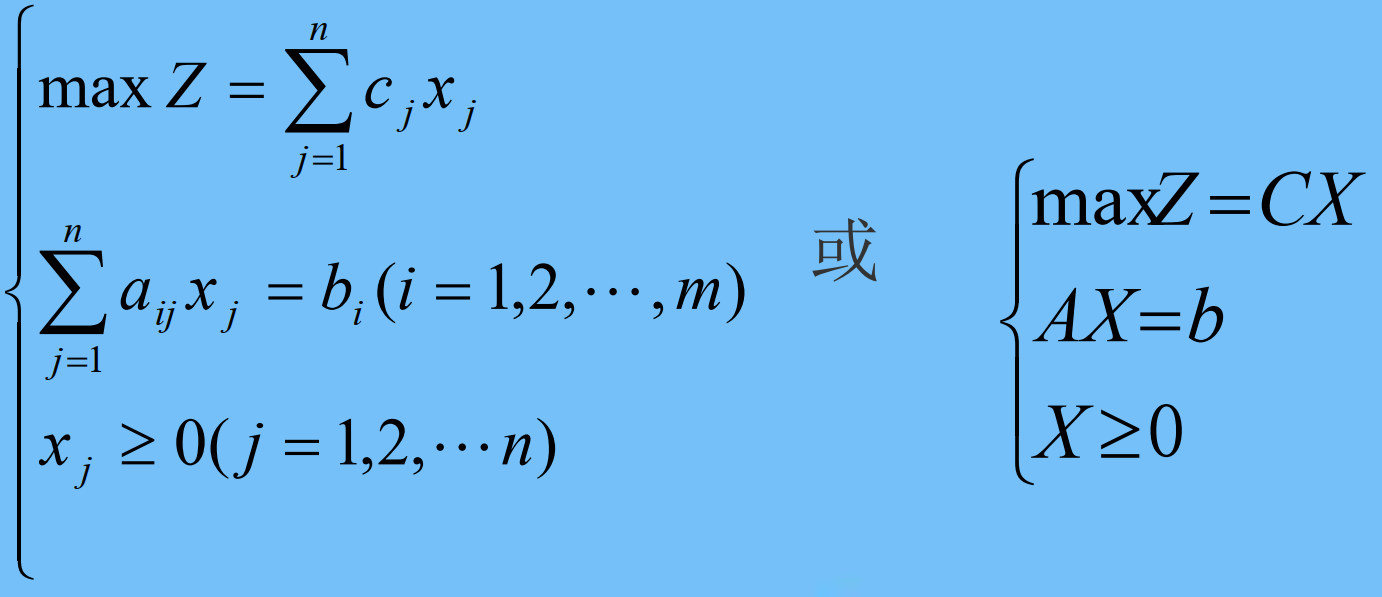 max Z = ∑_{j=1}^{n} c_j x_j
∑_{j=1}^{n} a_{ij} x_j = b_i (i = 1,2,⋯,m)
x_j ≥ 0(j = 1,2,⋯n)
或
maxZ = CX
AX = b
X ≥ 0